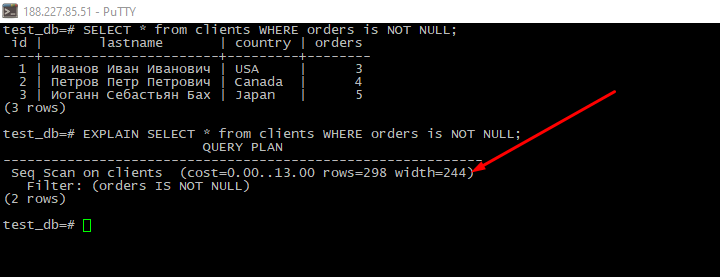 188.227.85.51 - PuTTY
test_db=# SELECT * from clients WHERE orders is NOT NULL;
 id |       lastname       | country | orders
----+----------------------+---------+--------
  1 | Иванов Иван Иванович | USA     |      3
  2 | Петров Петр Петрович | Canada  |      4
  3 | Иоганн Себастьян Бах | Japan   |      5
(3 rows)
test_db=# EXPLAIN SELECT * from clients WHERE orders is NOT NULL;
                        QUERY PLAN
-----------------------------------------------------------
 Seq Scan on clients  (cost=0.00..13.00 rows=298 width=244)
   Filter: (orders IS NOT NULL)
(2 rows)
test_db=#